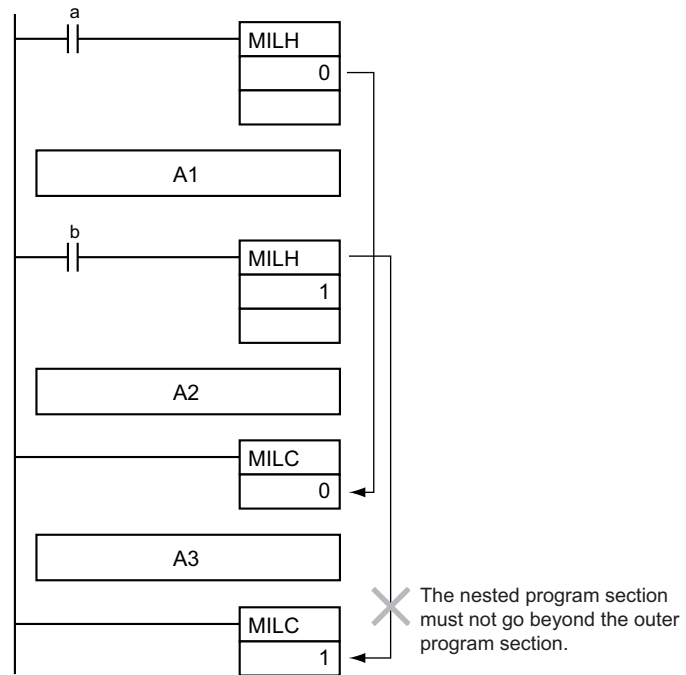 a
MILH
0
A1
b
MILH
1
A2
MILC
0
A3
The nested program section
must not go beyond the outer
program section.
MILC
1